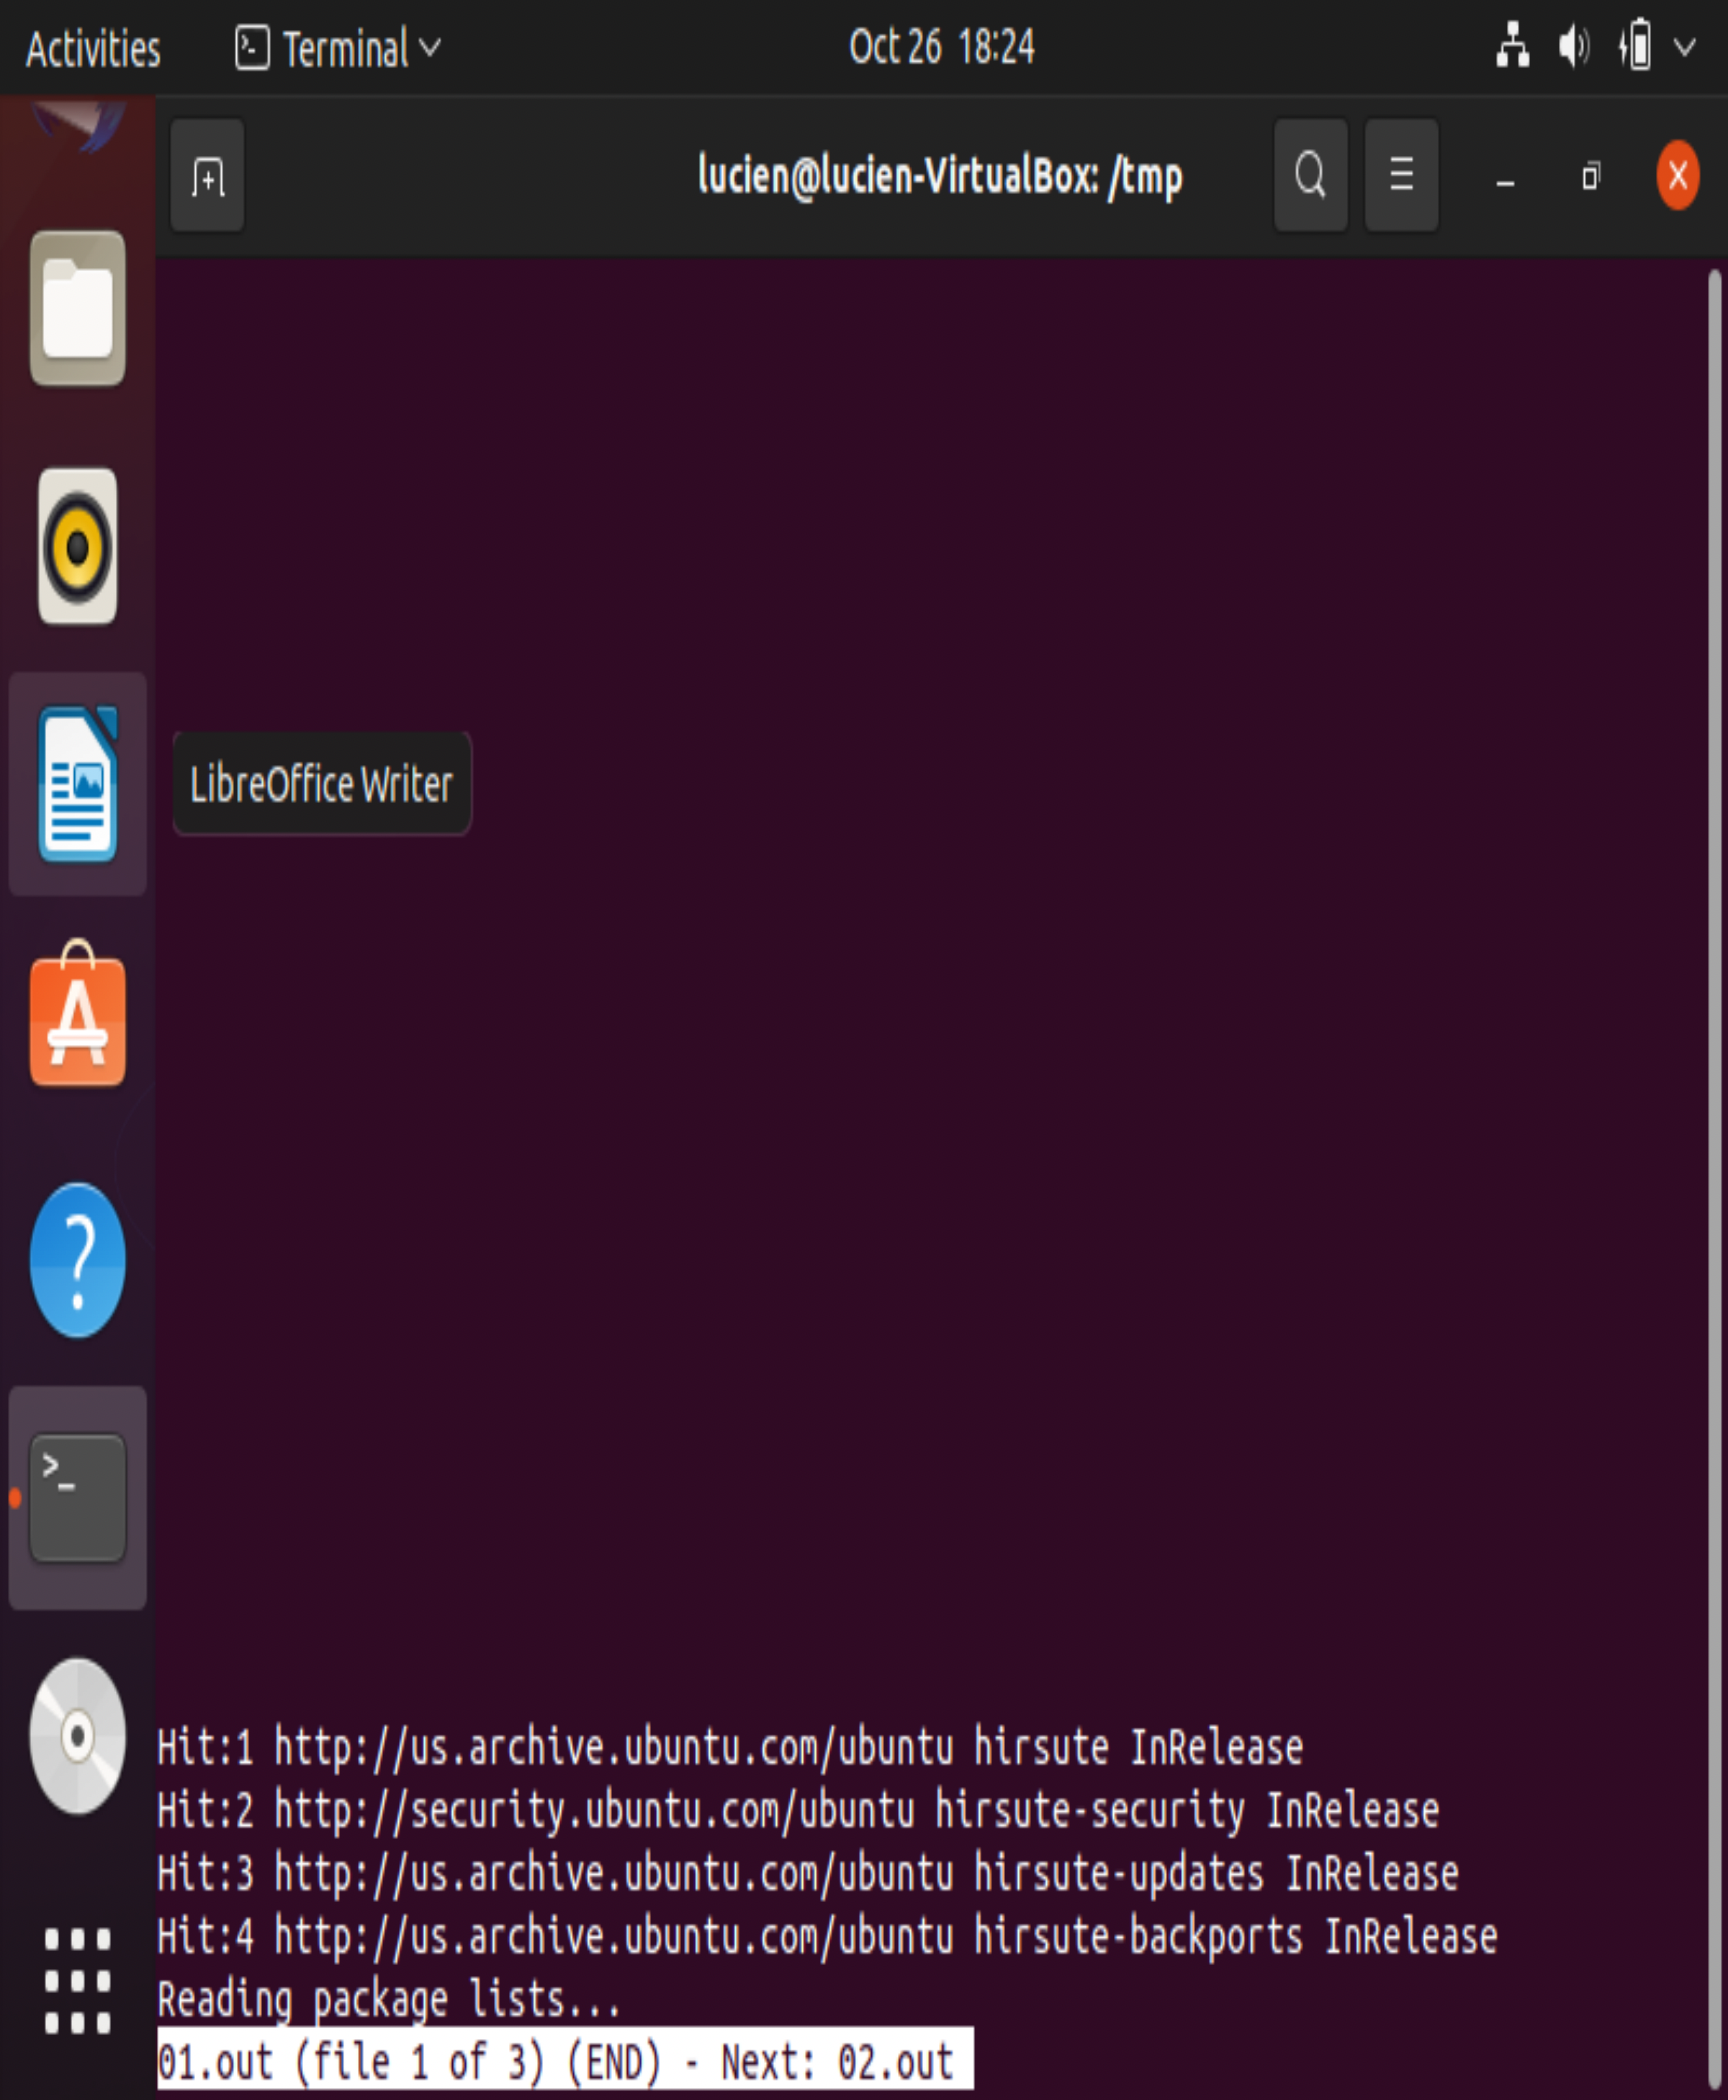 Activities Terminal Oct 26 18:24
lucien@lucien-VirtualBox: /tmp
LibreOffice Writer
Hit:1 http://us.archive.ubuntu.com/ubuntu hirsute InRelease
Hit:2 http://security.ubuntu.com/ubuntu hirsute-security InRelease
Hit:3 http://us.archive.ubuntu.com/ubuntu hirsute-updates InRelease
Hit:4 http://us.archive.ubuntu.com/ubuntu hirsute-backports InRelease
Reading package lists...
01.out (file 1 of 3) (END) - Next: 02.out